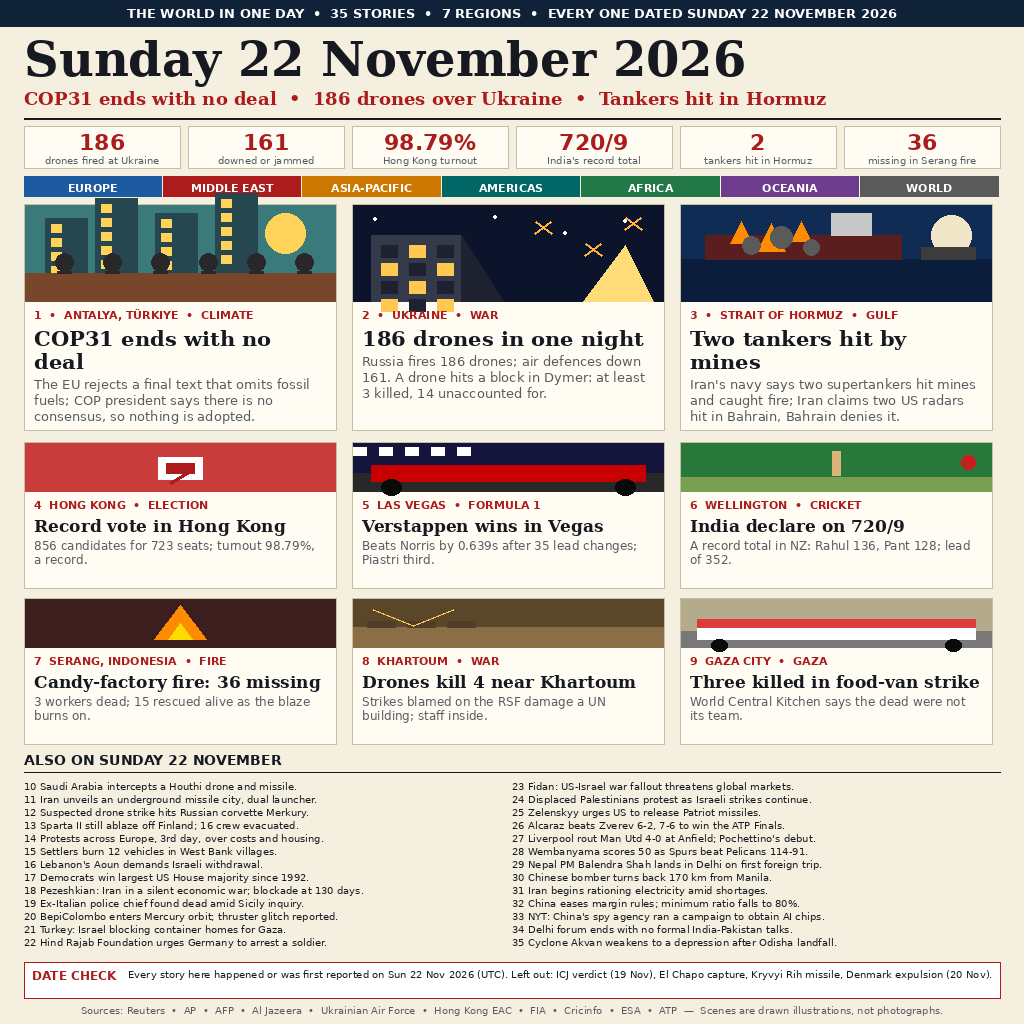 THE WORLD IN ONE DAY • 35 STORIES • 7 REGIONS • EVERY ONE DATED SUNDAY 22 NOVEMBER 2026
Sunday 22 November 2026
COP31 ends with no deal • 186 drones over Ukraine • Tankers hit in Hormuz
186
drones fired at Ukraine
161
downed or jammed
98.79%
Hong Kong turnout
720/9
India's record total
2
tankers hit in Hormuz
36
missing in Serang fire
EUROPE
MIDDLE EAST
ASIA-PACIFIC
AMERICAS
AFRICA
OCEANIA
WORLD
1 • ANTALYA, TÜRKIYE • CLIMATE
COP31 ends with no
deal
The EU rejects a final text that omits fossil
fuels; COP president says there is no
consensus, so nothing is adopted.
2 • UKRAINE • WAR
186 drones in one night
Russia fires 186 drones; air defences down
161. A drone hits a block in Dymer: at least
3 killed, 14 unaccounted for.
3 • STRAIT OF HORMUZ • GULF
Two tankers hit by
mines
Iran's navy says two supertankers hit mines
and caught fire; Iran claims two US radars
hit in Bahrain, Bahrain denies it.
4 HONG KONG • ELECTION
Record vote in Hong Kong
856 candidates for 723 seats; turnout 98.79%,
a record.
5 LAS VEGAS • FORMULA 1
Verstappen wins in Vegas
Beats Norris by 0.639s after 35 lead changes;
Piastri third.
6 WELLINGTON • CRICKET
India declare on 720/9
A record total in NZ: Rahul 136, Pant 128; lead
of 352.
7 SERANG, INDONESIA • FIRE
Candy-factory fire: 36 missing
3 workers dead; 15 rescued alive as the blaze
burns on.
8 KHARTOUM • WAR
Drones kill 4 near Khartoum
Strikes blamed on the RSF damage a UN
building; staff inside.
9 GAZA CITY • GAZA
Three killed in food-van strike
World Central Kitchen says the dead were not
its team.
ALSO ON SUNDAY 22 NOVEMBER
10 Saudi Arabia intercepts a Houthi drone and missile.
11 Iran unveils an underground missile city, dual launcher.
12 Suspected drone strike hits Russian corvette Merkury.
13 Sparta II still ablaze off Finland; 16 crew evacuated.
14 Protests across Europe, 3rd day, over costs and housing.
15 Settlers burn 12 vehicles in West Bank villages.
16 Lebanon's Aoun demands Israeli withdrawal.
17 Democrats win largest US House majority since 1992.
18 Pezeshkian: Iran in a silent economic war; blockade at 130 days.
19 Ex-Italian police chief found dead amid Sicily inquiry.
20 BepiColombo enters Mercury orbit; thruster glitch reported.
21 Turkey: Israel blocking container homes for Gaza.
22 Hind Rajab Foundation urges Germany to arrest a soldier.
23 Fidan: US-Israel war fallout threatens global markets.
24 Displaced Palestinians protest as Israeli strikes continue.
25 Zelenskyy urges US to release Patriot missiles.
26 Alcaraz beats Zverev 6-2, 7-6 to win the ATP Finals.
27 Liverpool rout Man Utd 4-0 at Anfield; Pochettino's debut.
28 Wembanyama scores 50 as Spurs beat Pelicans 114-91.
29 Nepal PM Balendra Shah lands in Delhi on first foreign trip.
30 Chinese bomber turns back 170 km from Manila.
31 Iran begins rationing electricity amid shortages.
32 China eases margin rules; minimum ratio falls to 80%.
33 NYT: China's spy agency ran a campaign to obtain AI chips.
34 Delhi forum ends with no formal India-Pakistan talks.
35 Cyclone Akvan weakens to a depression after Odisha landfall.
DATE CHECK Every story here happened or was first reported on Sun 22 Nov 2026 (UTC). Left out: ICJ verdict (19 Nov), El Chapo capture, Kryvyi Rih missile, Denmark expulsion (20 Nov).
Sources: Reuters • AP • AFP • Al Jazeera • Ukrainian Air Force • Hong Kong EAC • FIA • Cricinfo • ESA • ATP — Scenes are drawn illustrations, not photographs.